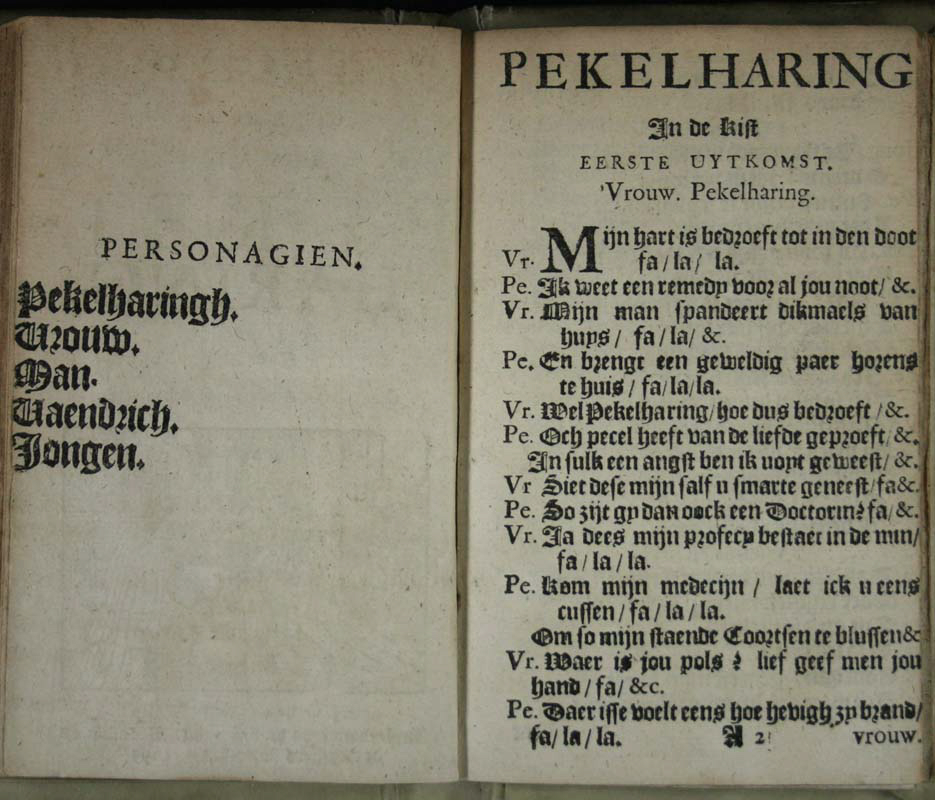 PERSONAGIEN.
Pekelharingh.
Vrouw.
Man.
Vaendrich.
Jongen.
PEKELHARING
In de Kist
EERSTE UYTKOMST.
Vrouw. Pekelharing.
Vr. Mijn hart is bedroeft tot in den doot
fa/ la/ la.
Pe. Ik weet een remedy voor al jou noot/ &c.
Vr. Mijn man spandeert dikmaels van
huys/ fa/ la/ &c.
Pe. En brengt een geweldig paer horens
te huis/ fa/la/la.
Vr. Wel Pekelharing/ hoe dus bedroeft/ &c.
Pe. Och pecel heeft van de liefde geproeft/ &c.
In sulk een angst ben ik noyt geweest/ &c.
Vr Siet dese mijn salf u smarte geneest/fa&c.
Pe. So zijt gy dan oock een Doctorin? fa/ &c.
Vr. Ja dees mijn profecy bestaet in de min/
fa/ la/ la.
Pe. Kom mijn medecijn/ laet ick u eens
cussen/ fa/ la/ la.
Om so mijn staende Coortsen te blussen&c
Vr. Waer is jou pols? lief geef men jou
hand/ fa/ &c.
Pe. Daer isse voelt eens hoe hevigh zy brand/
fa/ la/ la. A 2 vrouw.